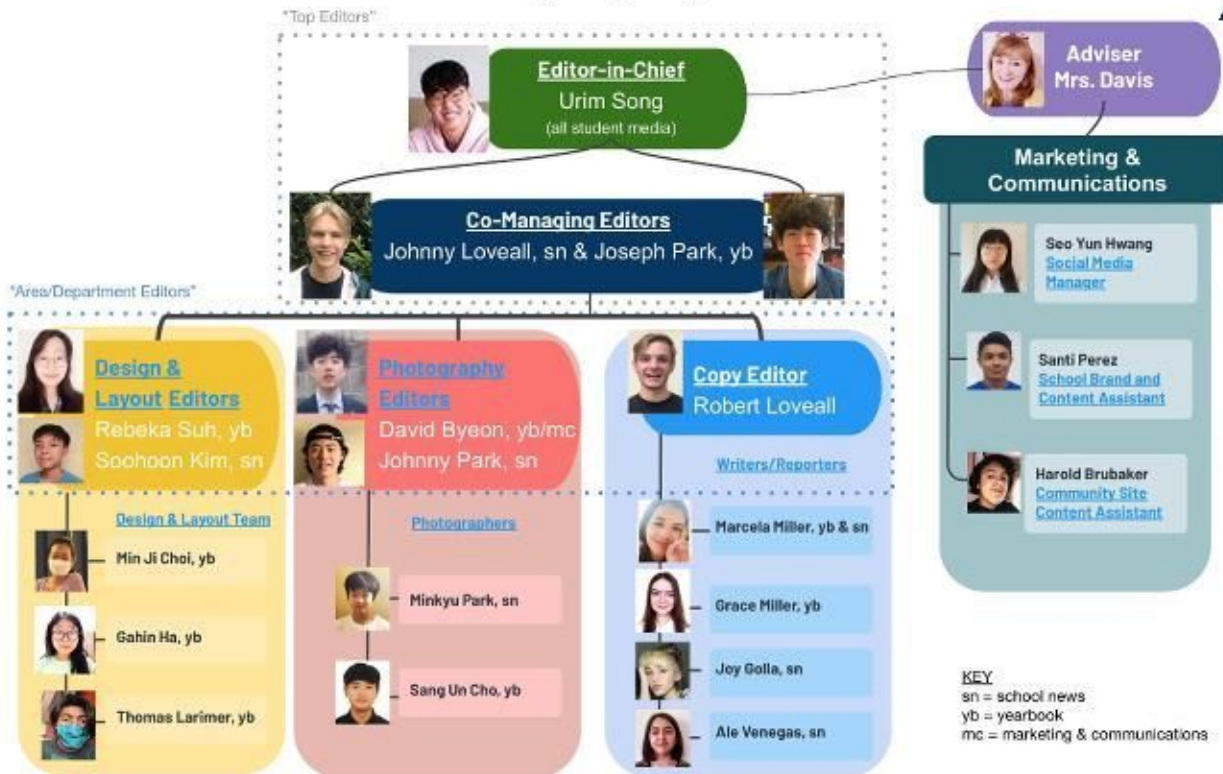 "Top Editors"
Editor-in-Chief
Urim Song
(all student media)
Adviser
Mrs. Davis
Co-Managing Editors
Johnny Loveall, sn & Joseph Park, yb
Marketing &
Communications
Seo Yun Hwang
Social Media
Manager
Santi Perez
School Brand and
Content Assistant
Harold Brubaker
Community Site
Content Assistant
"Area/Department Editors"
Design &
Layout Editors
Rebeka Suh, yb
Soohoon Kim, sn
Design & Layout Team
Min Ji Choi, yb
Gahin Ha, yb
Thomas Larimer, yb
Photography
Editors
David Byeon, yb/mc
Johnny Park, sn
Photographers
Minkyu Park, sn
Sang Un Cho, yb
Copy Editor
Robert Loveall
Writers/Reporters
Marcela Miller, yb & sn
Grace Miller, yb
Joy Golla, sn
Ale Venegas, sn
KEY
sn = school news
yb = yearbook
mc = marketing & communications